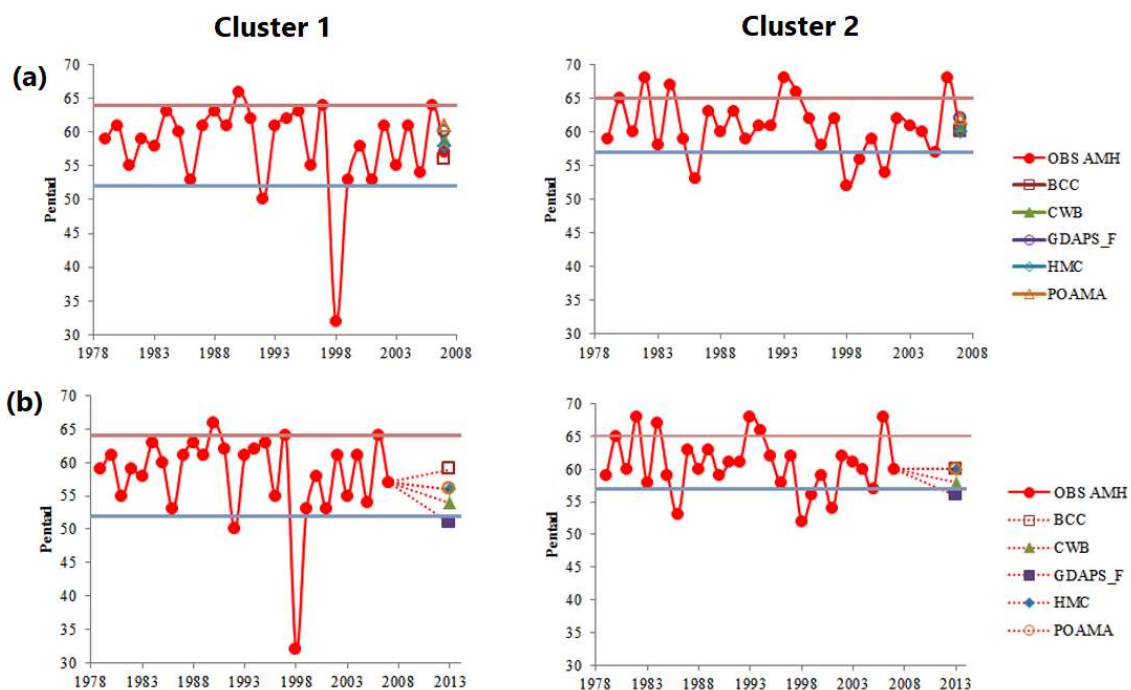 Cluster 1
Cluster 2
(a)
70
65
60
55
50
45
40
35
30
Pentad
1978 1983 1988 1993 1998 2003 2008
70
65
60
55
50
45
40
35
30
Pentad
1978 1983 1988 1993 1998 2003 2008
OBS AMH
BCC
CWB
GDAPS_F
HMC
POAMA
(b)
70
65
60
55
50
45
40
35
30
Pentad
1978 1983 1988 1993 1998 2003 2008 2013
70
65
60
55
50
45
40
35
30
Pentad
1978 1983 1988 1993 1998 2003 2008 2013
OBS AMH
BCC
CWB
GDAPS_F
HMC
POAMA